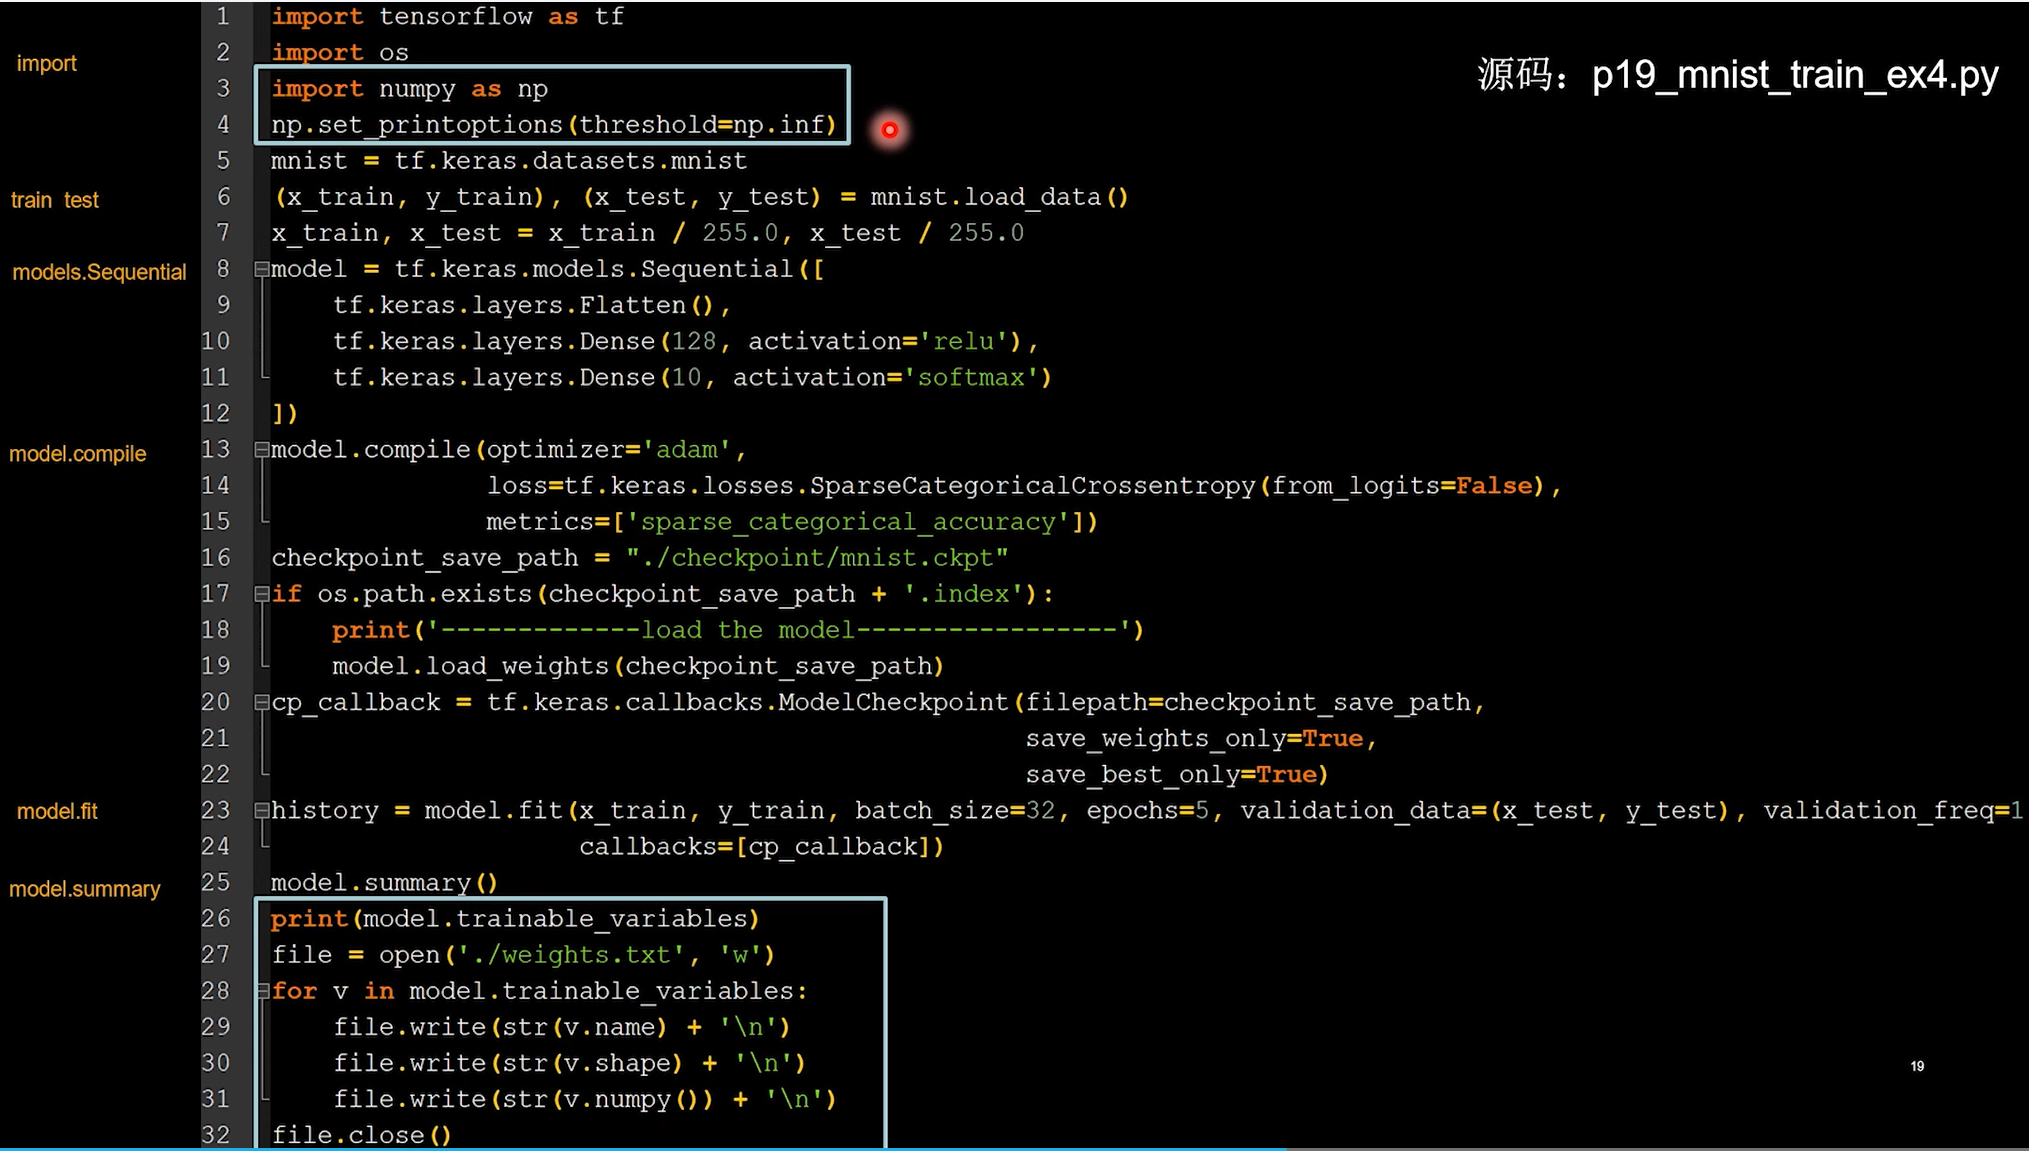 源码：p19_mnist_train_ex4.py
import
train test
models.Sequential
model.compile
model.fit
model.summary
1 import tensorflow as tf
2 import os
3 import numpy as np
4 np.set_printoptions(threshold=np.inf)
5 mnist = tf.keras.datasets.mnist
6 (x_train, y_train), (x_test, y_test) = mnist.load_data()
7 x_train, x_test = x_train / 255.0, x_test / 255.0
8 model = tf.keras.models.Sequential([
9     tf.keras.layers.Flatten(),
10     tf.keras.layers.Dense(128, activation='relu'),
11     tf.keras.layers.Dense(10, activation='softmax')
12 ])
13 model.compile(optimizer='adam',
14               loss=tf.keras.losses.SparseCategoricalCrossentropy(from_logits=False),
15               metrics=['sparse_categorical_accuracy'])
16 checkpoint_save_path = "./checkpoint/mnist.ckpt"
17 if os.path.exists(checkpoint_save_path + '.index'):
18     print('-------------load the model-----------------')
19     model.load_weights(checkpoint_save_path)
20 cp_callback = tf.keras.callbacks.ModelCheckpoint(filepath=checkpoint_save_path,
21                                                  save_weights_only=True,
22                                                  save_best_only=True)
23 history = model.fit(x_train, y_train, batch_size=32, epochs=5, validation_data=(x_test, y_test), validation_freq=1
24                     callbacks=[cp_callback])
25 model.summary()
26 print(model.trainable_variables)
27 file = open('./weights.txt', 'w')
28 for v in model.trainable_variables:
29     file.write(str(v.name) + '\n')
30     file.write(str(v.shape) + '\n')
31     file.write(str(v.numpy()) + '\n')
32 file.close()
19